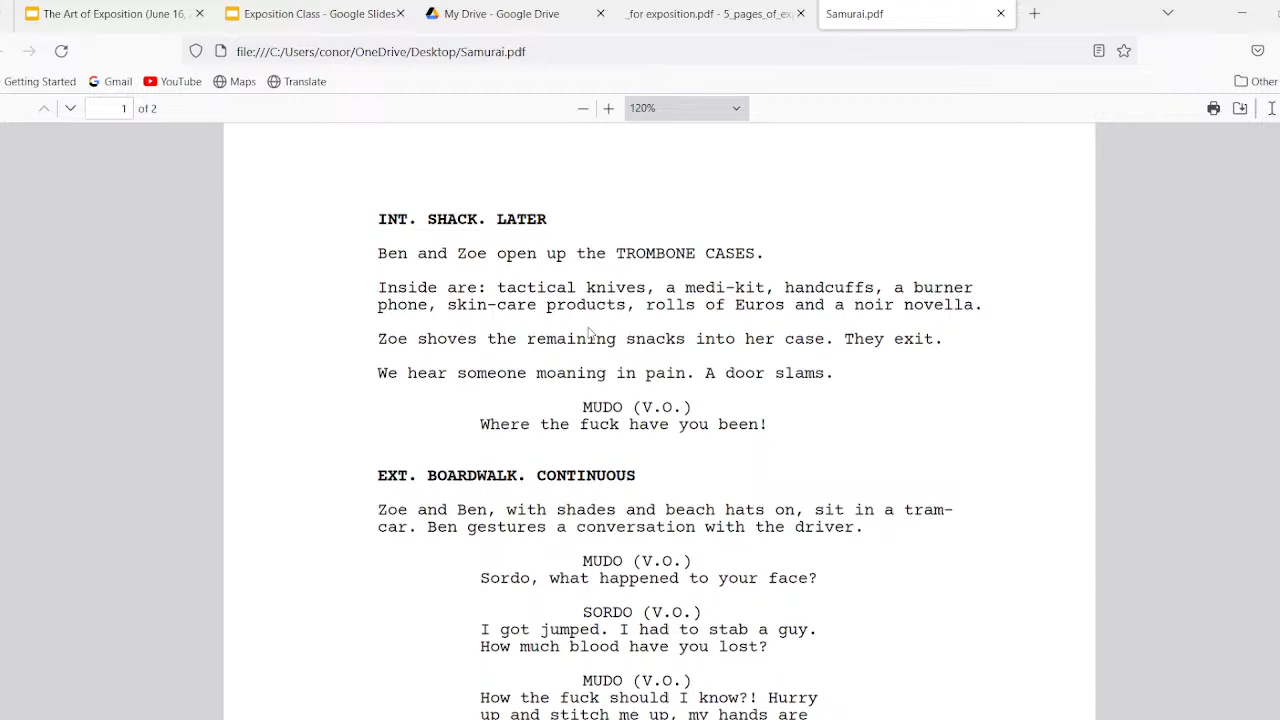 The Art of Exposition (June 16,
Exposition Class - Google Slides
My Drive - Google Drive
_for exposition.pdf - 5_pages_of_ex
Samurai.pdf
file:///C:/Users/conor/OneDrive/Desktop/Samurai.pdf
Getting Started
Gmail
YouTube
Maps
Translate
Other
1 of 2
120%
INT. SHACK. LATER
Ben and Zoe open up the TROMBONE CASES.
Inside are: tactical knives, a medi-kit, handcuffs, a burner
phone, skin-care products, rolls of Euros and a noir novella.
Zoe shoves the remaining snacks into her case. They exit.
We hear someone moaning in pain. A door slams.
MUDO (V.O.)
Where the fuck have you been!
EXT. BOARDWALK. CONTINUOUS
Zoe and Ben, with shades and beach hats on, sit in a tram-
car. Ben gestures a conversation with the driver.
MUDO (V.O.)
Sordo, what happened to your face?
SORDO (V.O.)
I got jumped. I had to stab a guy.
How much blood have you lost?
MUDO (V.O.)
How the fuck should I know?! Hurry
up and stitch me up, my hands are